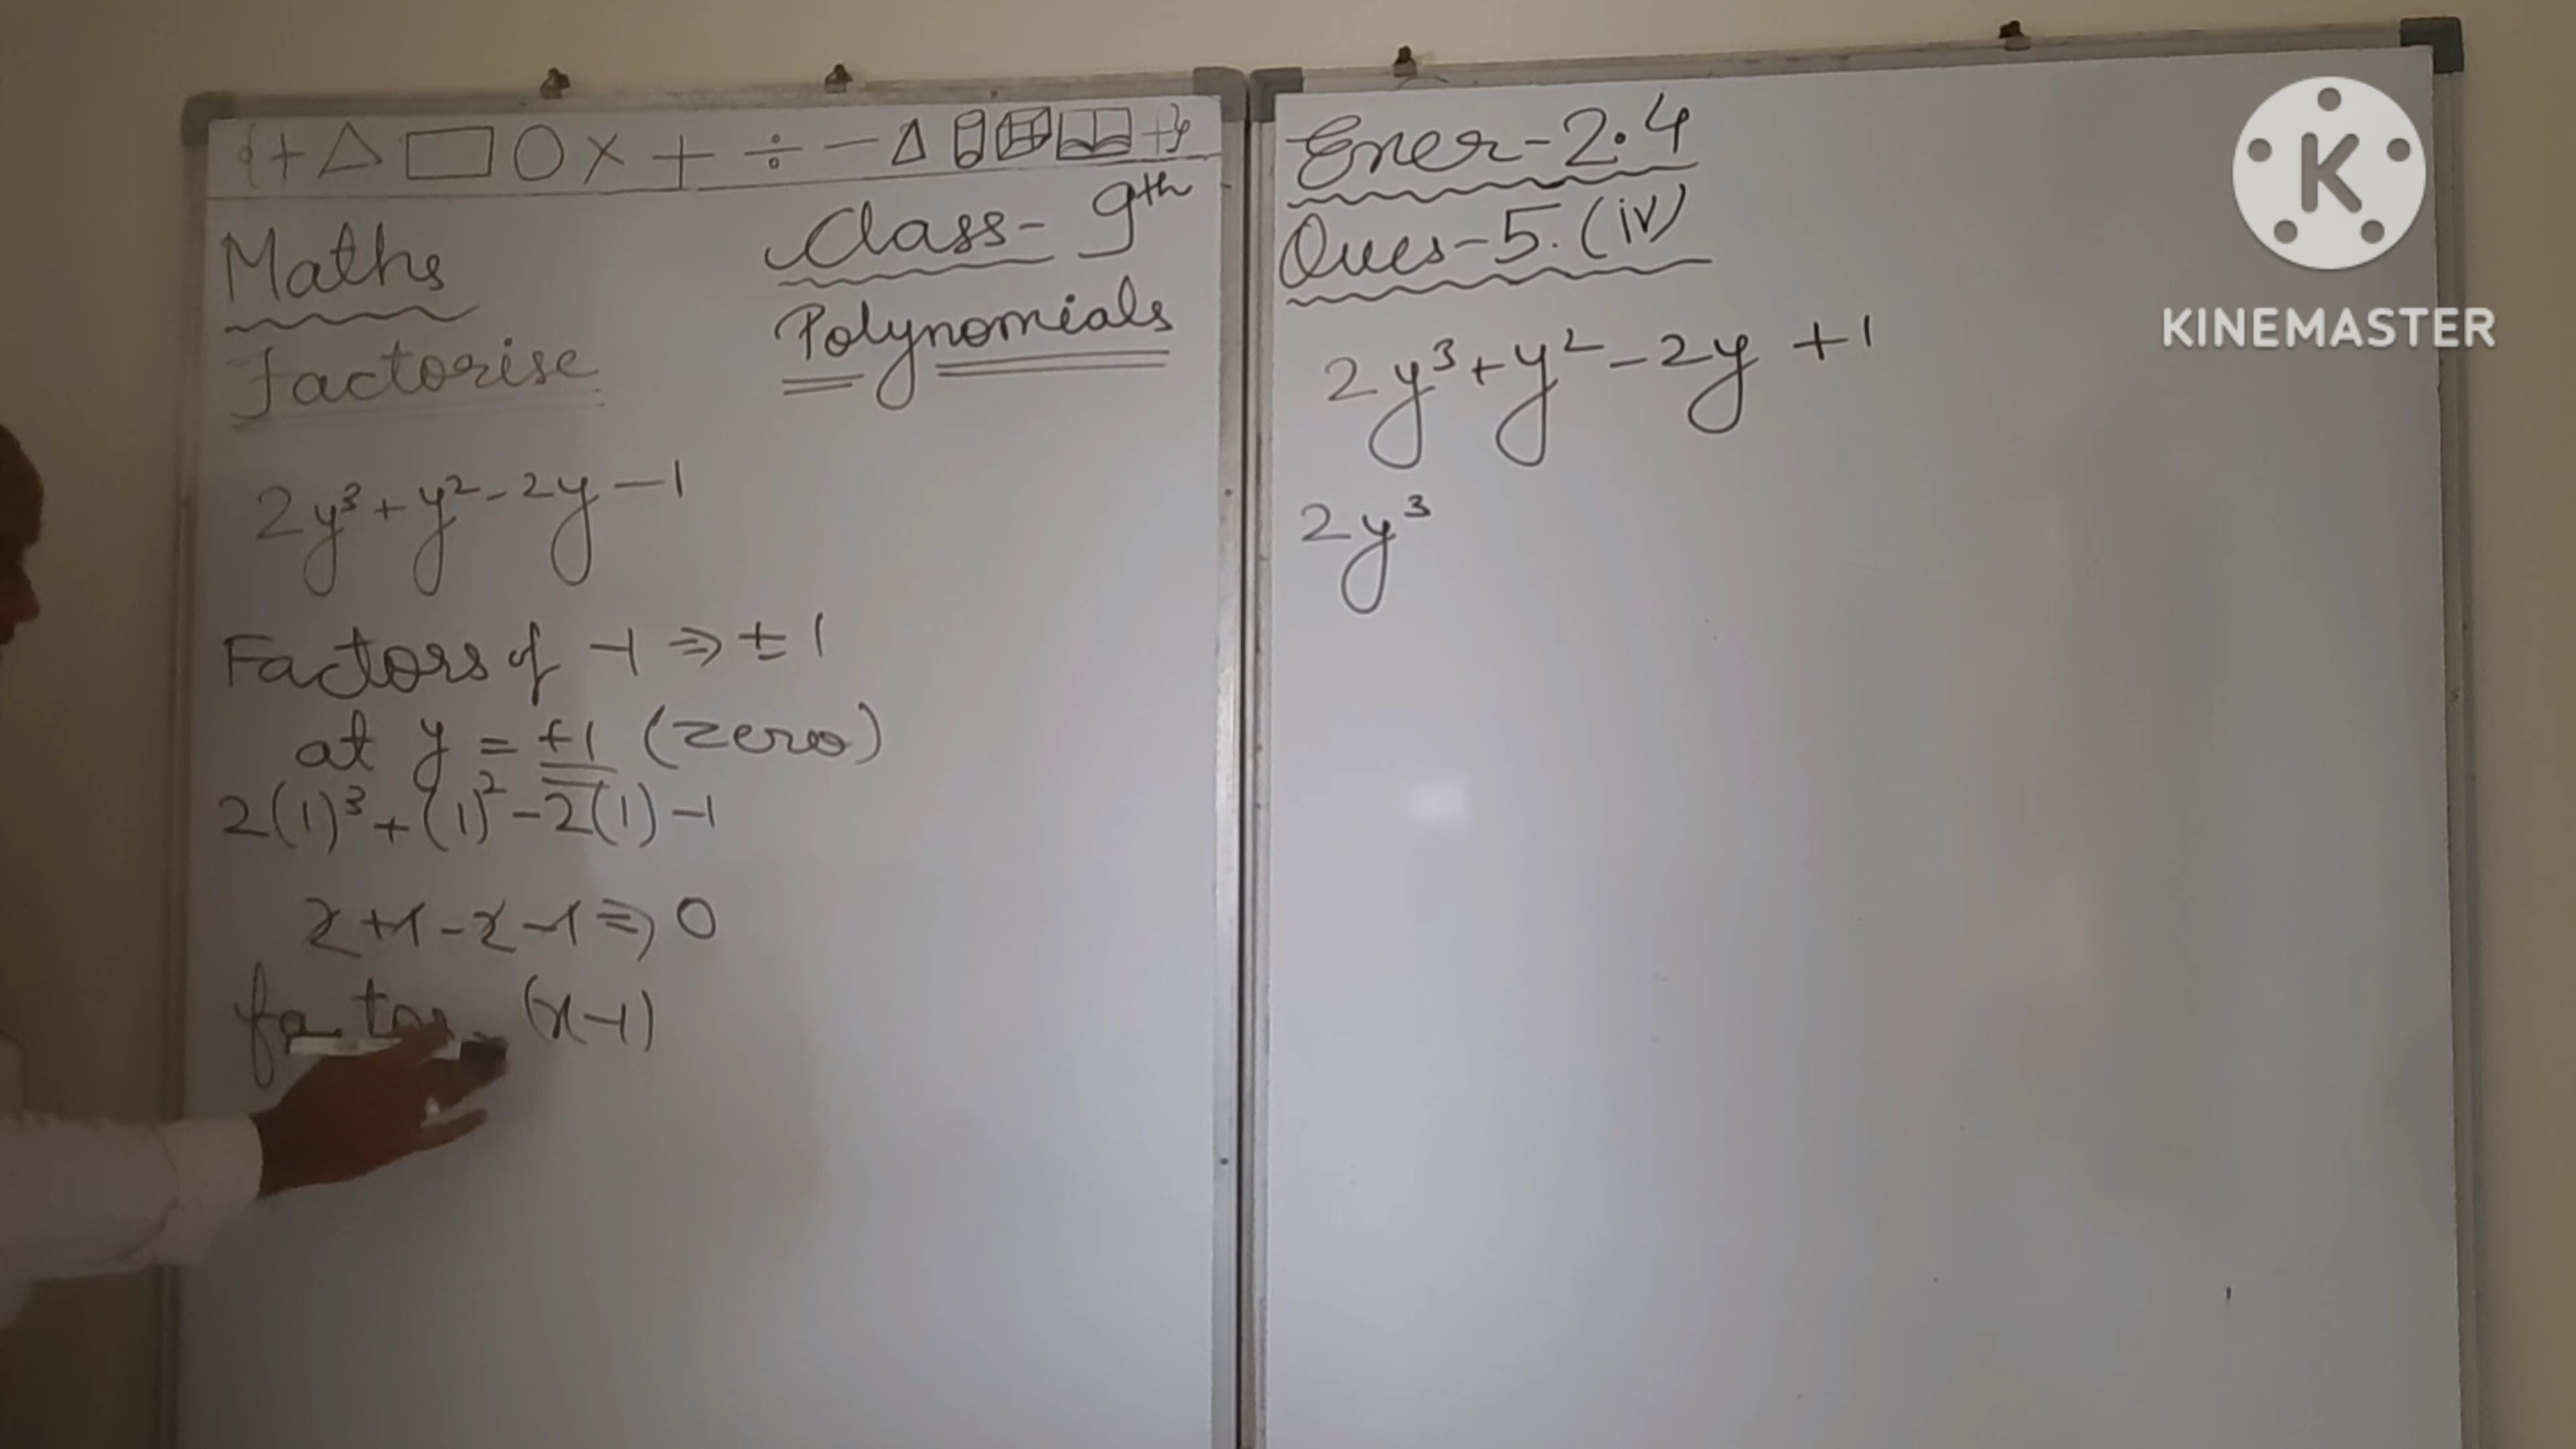 {+ △ ▭ ○ × + ÷ − △ +}
Maths
Class- 9th
Factorise
Polynomials
2y³+y²-2y-1
Factors of -1 ⇒ ± 1
at y = +1 (zero)
2(1)³+(1)²-2(1)-1
2+1-2-1⇒0
(x-1)
Exer-2.4
Ques-5.(iv)
2y³+y²-2y+1
2y³
K
KINEMASTER